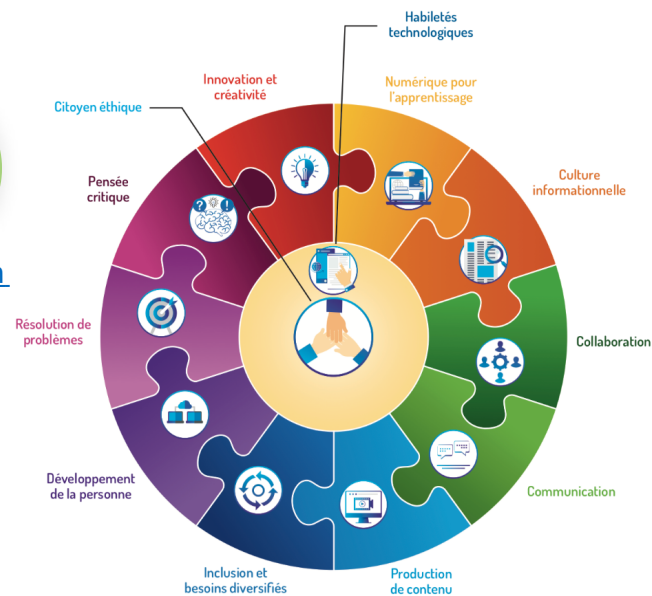 Habiletés
technologiques
Innovation et
créativité
Numérique pour
l'apprentissage
Citoyen éthique
Pensée
critique
Culture
informationnelle
Résolution de
problèmes
Collaboration
Développement
de la personne
Communication
Inclusion et
besoins diversifiés
Production
de contenu